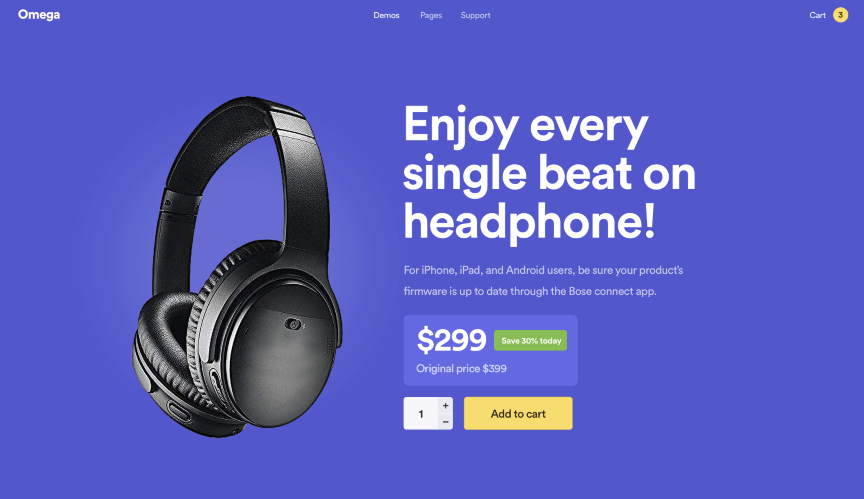 Omega
Demos Pages Support
Cart 3
Enjoy every
single beat on
headphone!
For iPhone, iPad, and Android users, be sure your product's
firmware is up to date through the Bose connect app.
$299 Save 30% today
Original price $399
1 + −
Add to cart